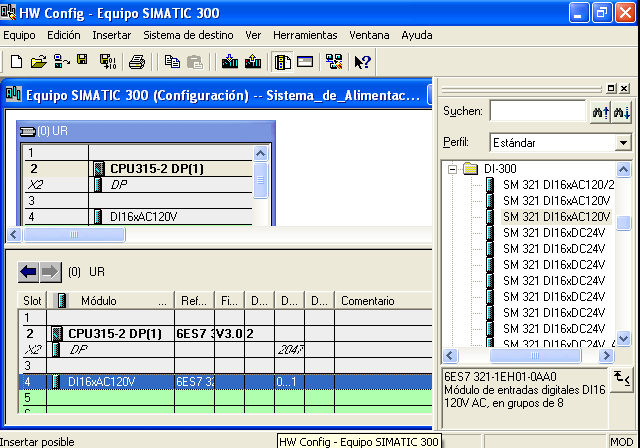 HW Config - Equipo SIMATIC 300
Equipo Edición Insertar Sistema de destino Ver Herramientas Ventana Ayuda
Equipo SIMATIC 300 (Configuración) -- Sistema_de_Alimentac...
(0) UR
1
2 CPU315-2 DP(1)
X2 DP
3
4 DI16xAC120V
(0) UR
Slot Módulo ... Ref... Fi... D... D... D... Comentario
1
2 CPU315-2 DP(1) 6ES7 3 V3.0 2
X2 DP 2047
3
4 DI16xAC120V 6ES7 32 0...1
5
6
Suchen:
Perfil: Estándar
DI-300
SM 321 DI16xAC120/2
SM 321 DI16xAC120V
SM 321 DI16xAC120V
SM 321 DI16xDC24V
SM 321 DI16xDC24V
SM 321 DI16xDC24V
SM 321 DI16xDC24V
SM 321 DI16xDC24V
SM 321 DI16xDC24V
SM 321 DI16xDC24V
SM 321 DI16xDC24V
6ES7 321-1EH01-0AA0
Módulo de entradas digitales DI16
120V AC, en grupos de 8
Insertar posible
HW Config - Equipo SIMATIC 300
MOD